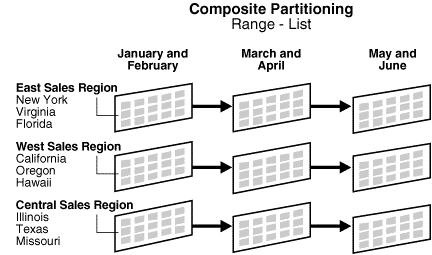 Composite Partitioning
Range - List
January and
February
March and
April
May and
June
East Sales Region
New York
Virginia
Florida
West Sales Region
California
Oregon
Hawaii
Central Sales Region
Illinois
Texas
Missouri